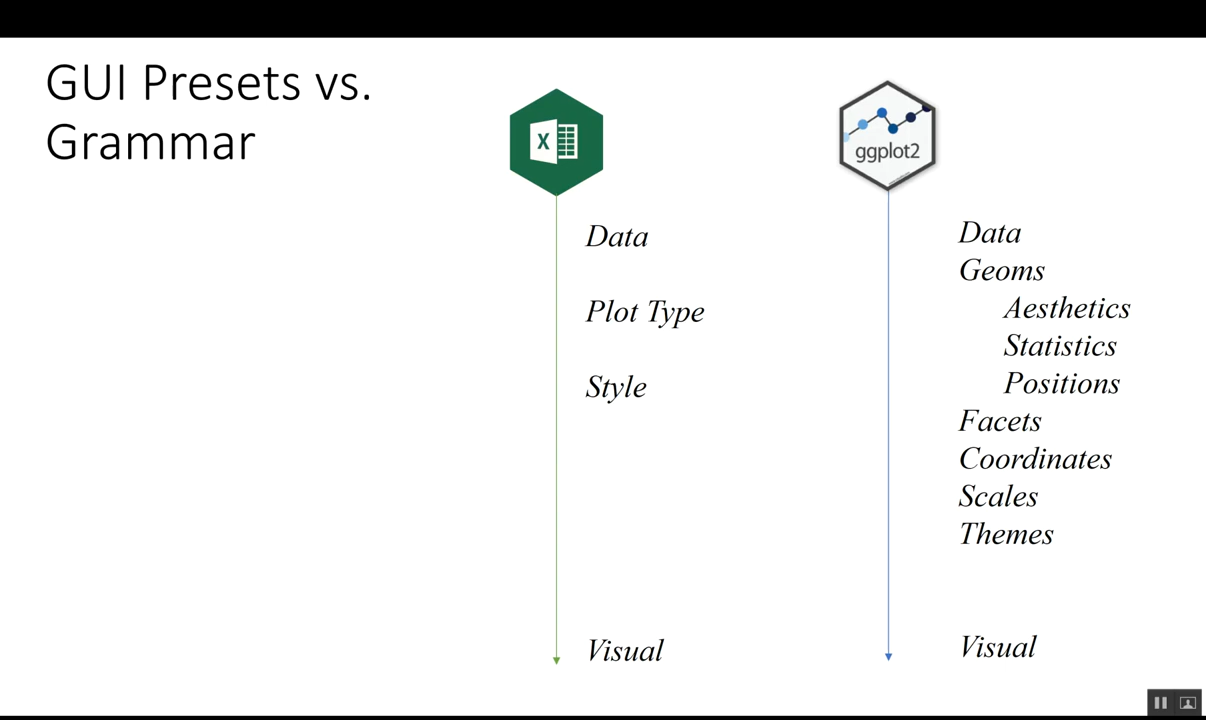 GUI Presets vs.
Grammar
X
Data
Plot Type
Style
Visual
ggplot2
Data
Geoms
Aesthetics
Statistics
Positions
Facets
Coordinates
Scales
Themes
Visual